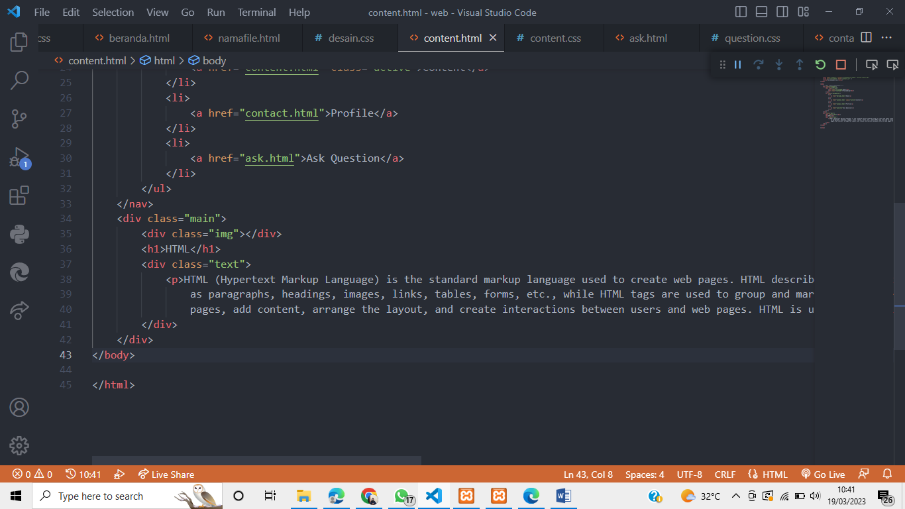 File Edit Selection View Go Run Terminal Help content.html - web - Visual Studio Code
css beranda.html namafile.html desain.css content.html content.css ask.html question.css conta
content.html > html > body
<a href="content.html" class="active">Content</a>
25 </li>
26 <li>
27 <a href="contact.html">Profile</a>
28 </li>
29 <li>
30 <a href="ask.html">Ask Question</a>
31 </li>
32 </ul>
33 </nav>
34 <div class="main">
35 <div class="img"></div>
36 <h1>HTML</h1>
37 <div class="text">
38 <p>HTML (Hypertext Markup Language) is the standard markup language used to create web pages. HTML describ
39 as paragraphs, headings, images, links, tables, forms, etc., while HTML tags are used to group and mar
40 pages, add content, arrange the layout, and create interactions between users and web pages. HTML is u
41 </div>
42 </div>
43 </body>
44
45 </html>
1
0 0 10:41 Live Share Ln 43, Col 8 Spaces: 4 UTF-8 CRLF HTML Go Live
Type here to search 17 32°C 10:41
19/03/2023 26